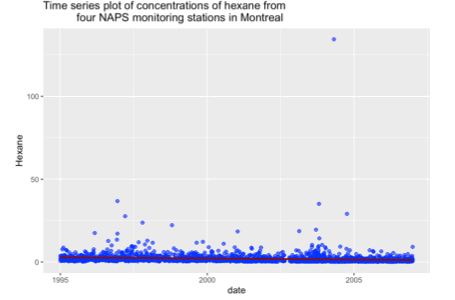 Time series plot of concentrations of hexane from
four NAPS monitoring stations in Montreal
Hexane
100
50
0
1995
2000
2005
date